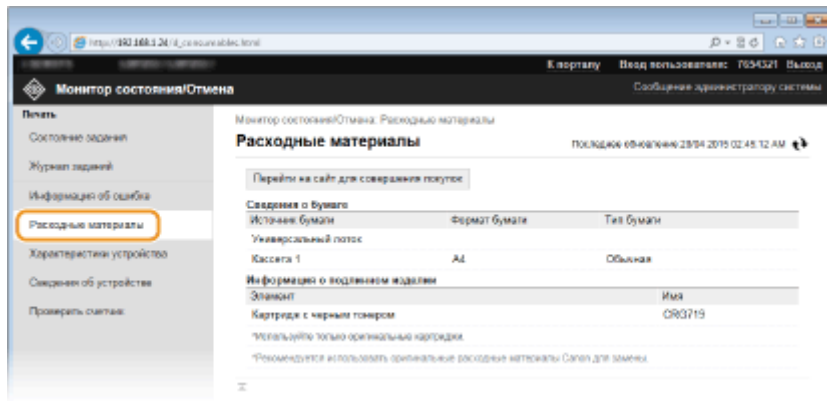 http://192.168.1.24/d_consumables.html
К порталу Вход пользователя: 7654321 Выход
Монитор состояния/Отмена
Сообщение администратору системы
Печать
Состояние задания
Журнал заданий
Информация об ошибке
Расходные материалы
Характеристики устройства
Сведения об устройстве
Проверить счетчик
Монитор состояния/Отмена: Расходные материалы
Расходные материалы
Последнее обновление: 28/04 2015 02:45:12 AM
Перейти на сайт для совершения покупок
Сведения о бумаге
Источник бумаги Формат бумаги Тип бумаги
Универсальный лоток
Кассета 1 A4 Обычная
Информация о подлинном изделии
Элемент Имя
Картридж с черным тонером CRG719
*Используйте только оригинальные картриджи.
*Рекомендуется использовать оригинальные расходные материалы Canon для замены.